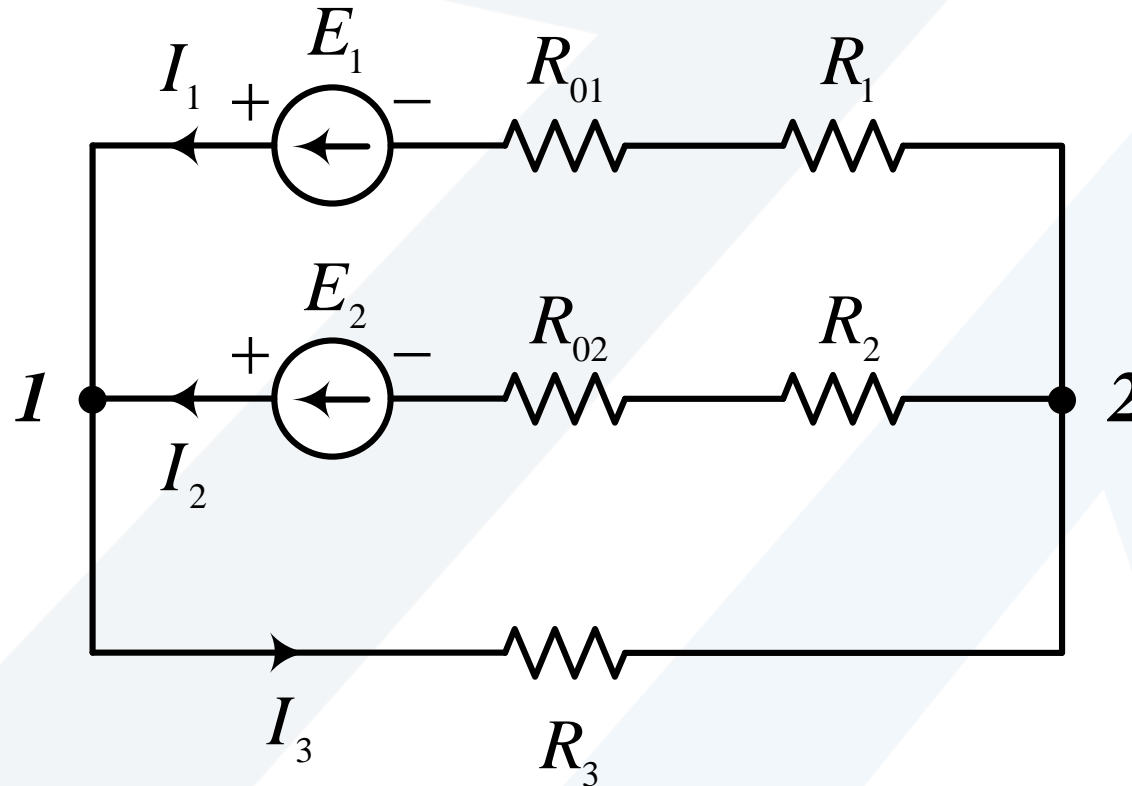 E₁
I₁ + − R₀₁ R₁
E₂
+ − R₀₂ R₂
1 2
I₂
I₃ R₃